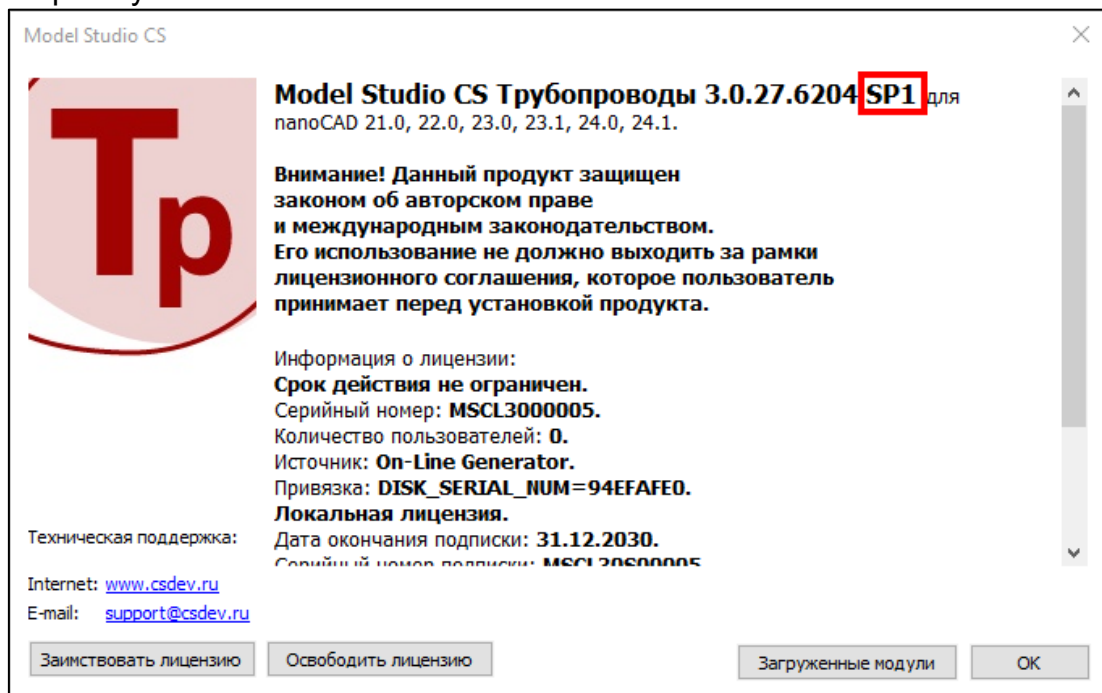 Model Studio CS
Тр
Model Studio CS Трубопроводы 3.0.27.6204 SP1 для
nanoCAD 21.0, 22.0, 23.0, 23.1, 24.0, 24.1.
Внимание! Данный продукт защищен
законом об авторском праве
и международным законодательством.
Его использование не должно выходить за рамки
лицензионного соглашения, которое пользователь
принимает перед установкой продукта.
Информация о лицензии:
Срок действия не ограничен.
Серийный номер: MSCL3000005.
Количество пользователей: 0.
Источник: On-Line Generator.
Привязка: DISK_SERIAL_NUM=94EFAFE0.
Локальная лицензия.
Дата окончания подписки: 31.12.2030.
Серийный номер подписки: MSCL30S00005
Техническая поддержка:
Internet: www.csdev.ru
E-mail: support@csdev.ru
Заимствовать лицензию
Освободить лицензию
Загруженные модули
OK